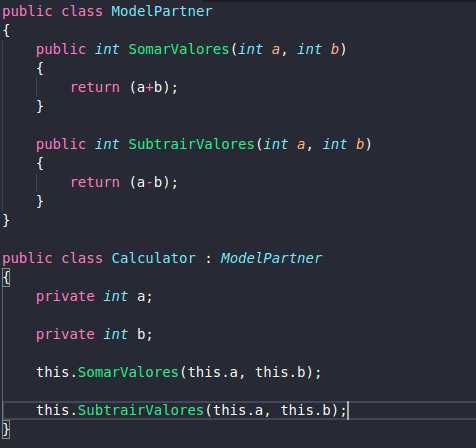 public class ModelPartner
{
    public int SomarValores(int a, int b)
    {
        return (a+b);
    }

    public int SubtrairValores(int a, int b)
    {
        return (a-b);
    }
}

public class Calculator : ModelPartner
{
    private int a;

    private int b;

    this.SomarValores(this.a, this.b);

    this.SubtrairValores(this.a, this.b);
}